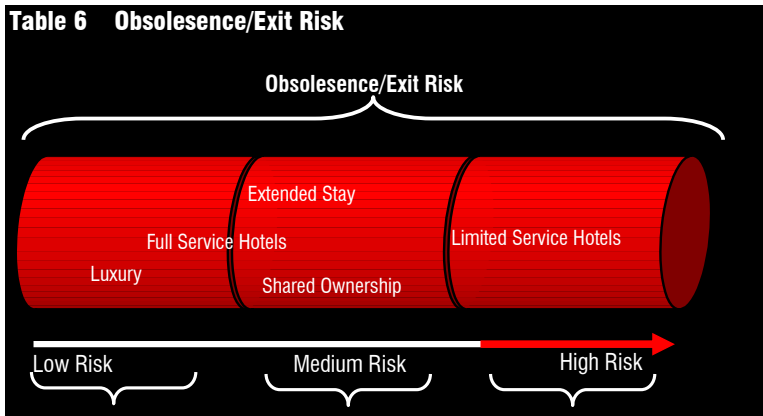 Table 6 Obsolesence/Exit Risk
Obsolesence/Exit Risk
Extended Stay
Full Service Hotels
Limited Service Hotels
Luxury
Shared Ownership
Low Risk
Medium Risk
High Risk